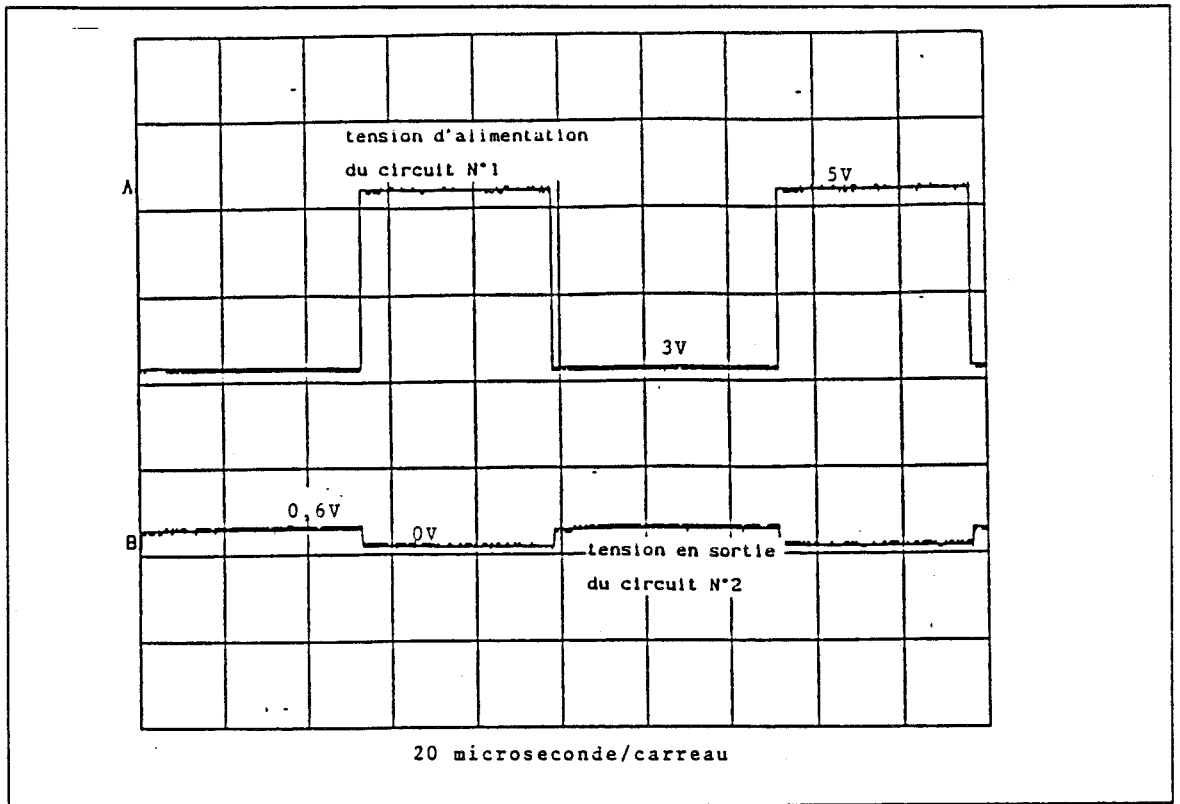 tension d'alimentation
du circuit N°1
A
5V
3V
0,6V
0V
B
tension en sortie
du circuit N°2
20 microseconde/carreau